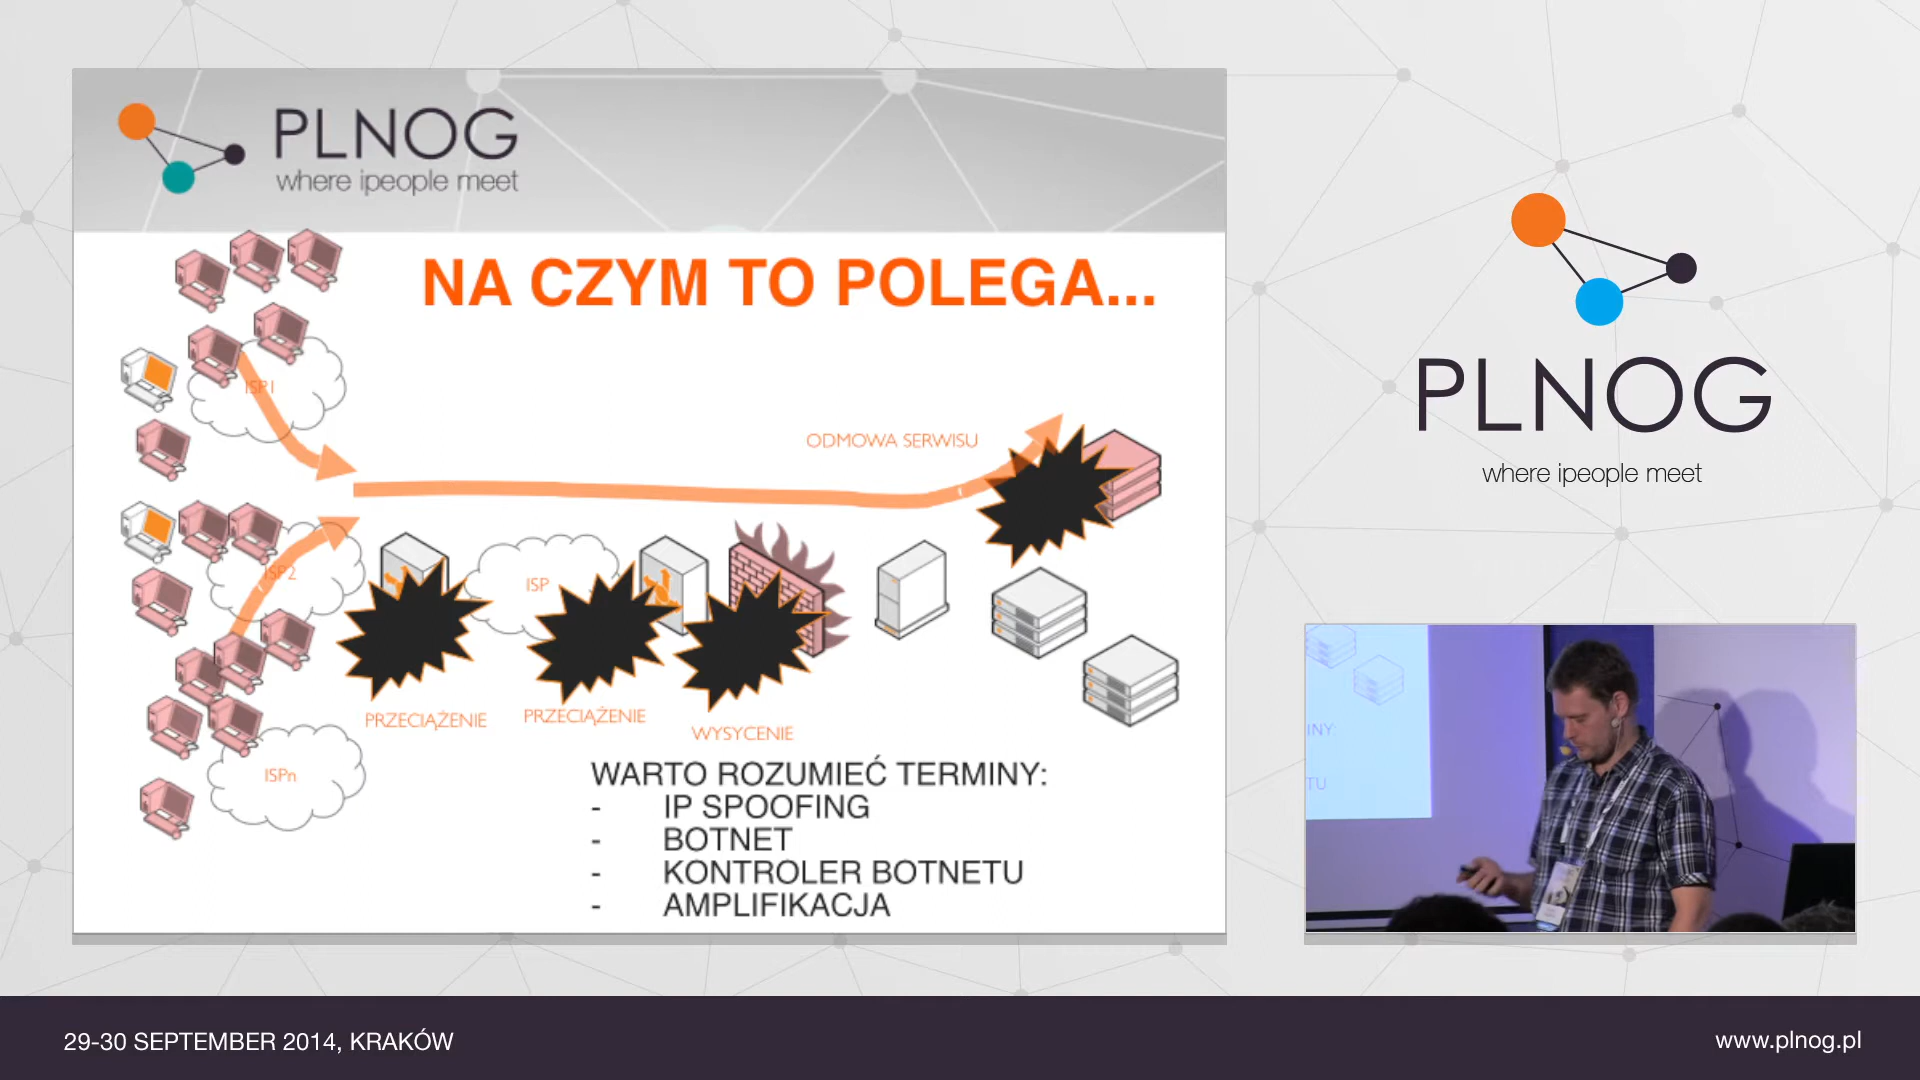 PLNOG
where ipeople meet
NA CZYM TO POLEGA...
ISP1
ODMOWA SERWISU
ISP2
ISP
PRZECIĄŻENIE
PRZECIĄŻENIE
WYSYCENIE
ISPn
WARTO ROZUMIEĆ TERMINY:
- IP SPOOFING
- BOTNET
- KONTROLER BOTNETU
- AMPLIFIKACJA
PLNOG
where ipeople meet
INY:
TU
29-30 SEPTEMBER 2014, KRAKÓW
www.plnog.pl